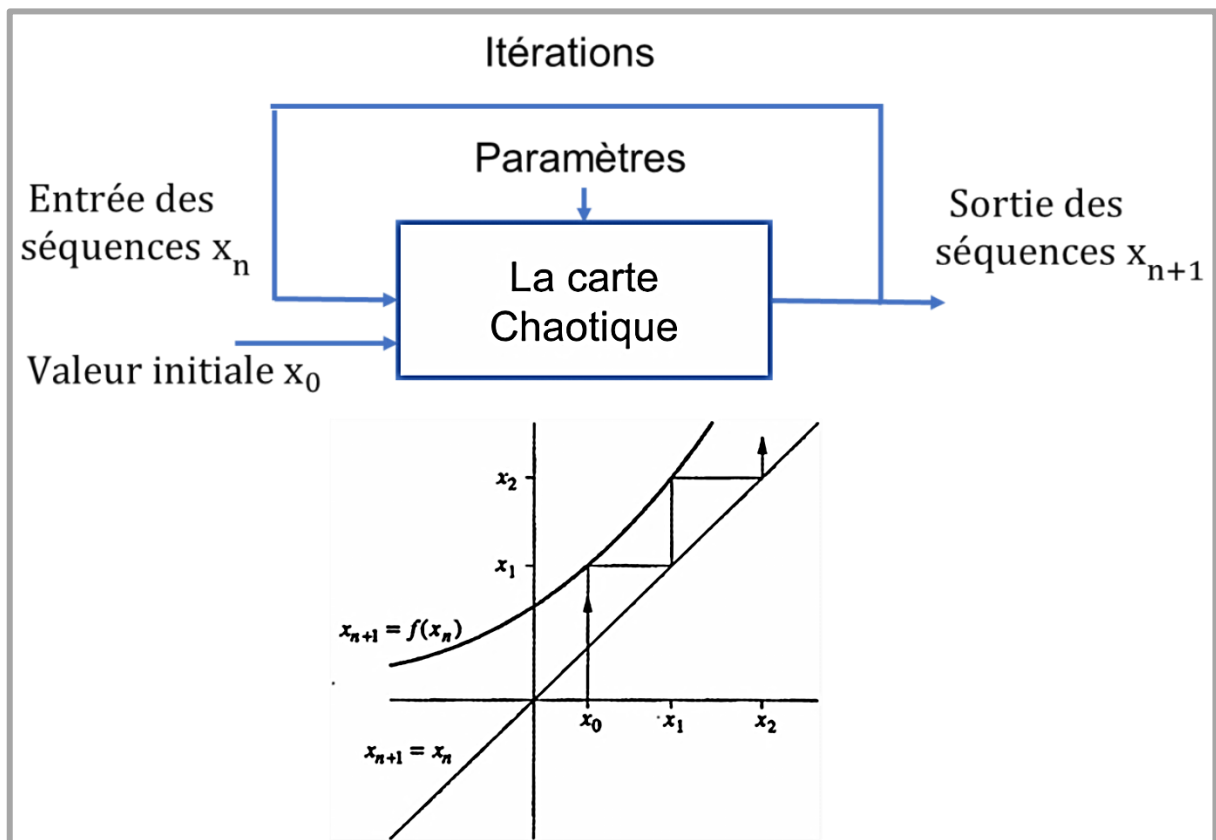 Itérations
Paramètres
Entrée des
séquences xₙ
Sortie des
séquences xₙ₊₁
La carte
Chaotique
Valeur initiale x₀
x₂
x₁
xₙ₊₁ = f(xₙ)
x₀
x₁
x₂
xₙ₊₁ = xₙ